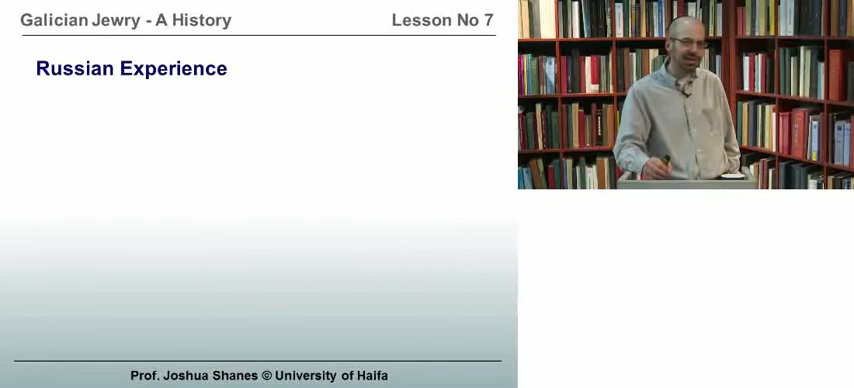 Galician Jewry - A History
Lesson No 7
Russian Experience
Prof. Joshua Shanes © University of Haifa